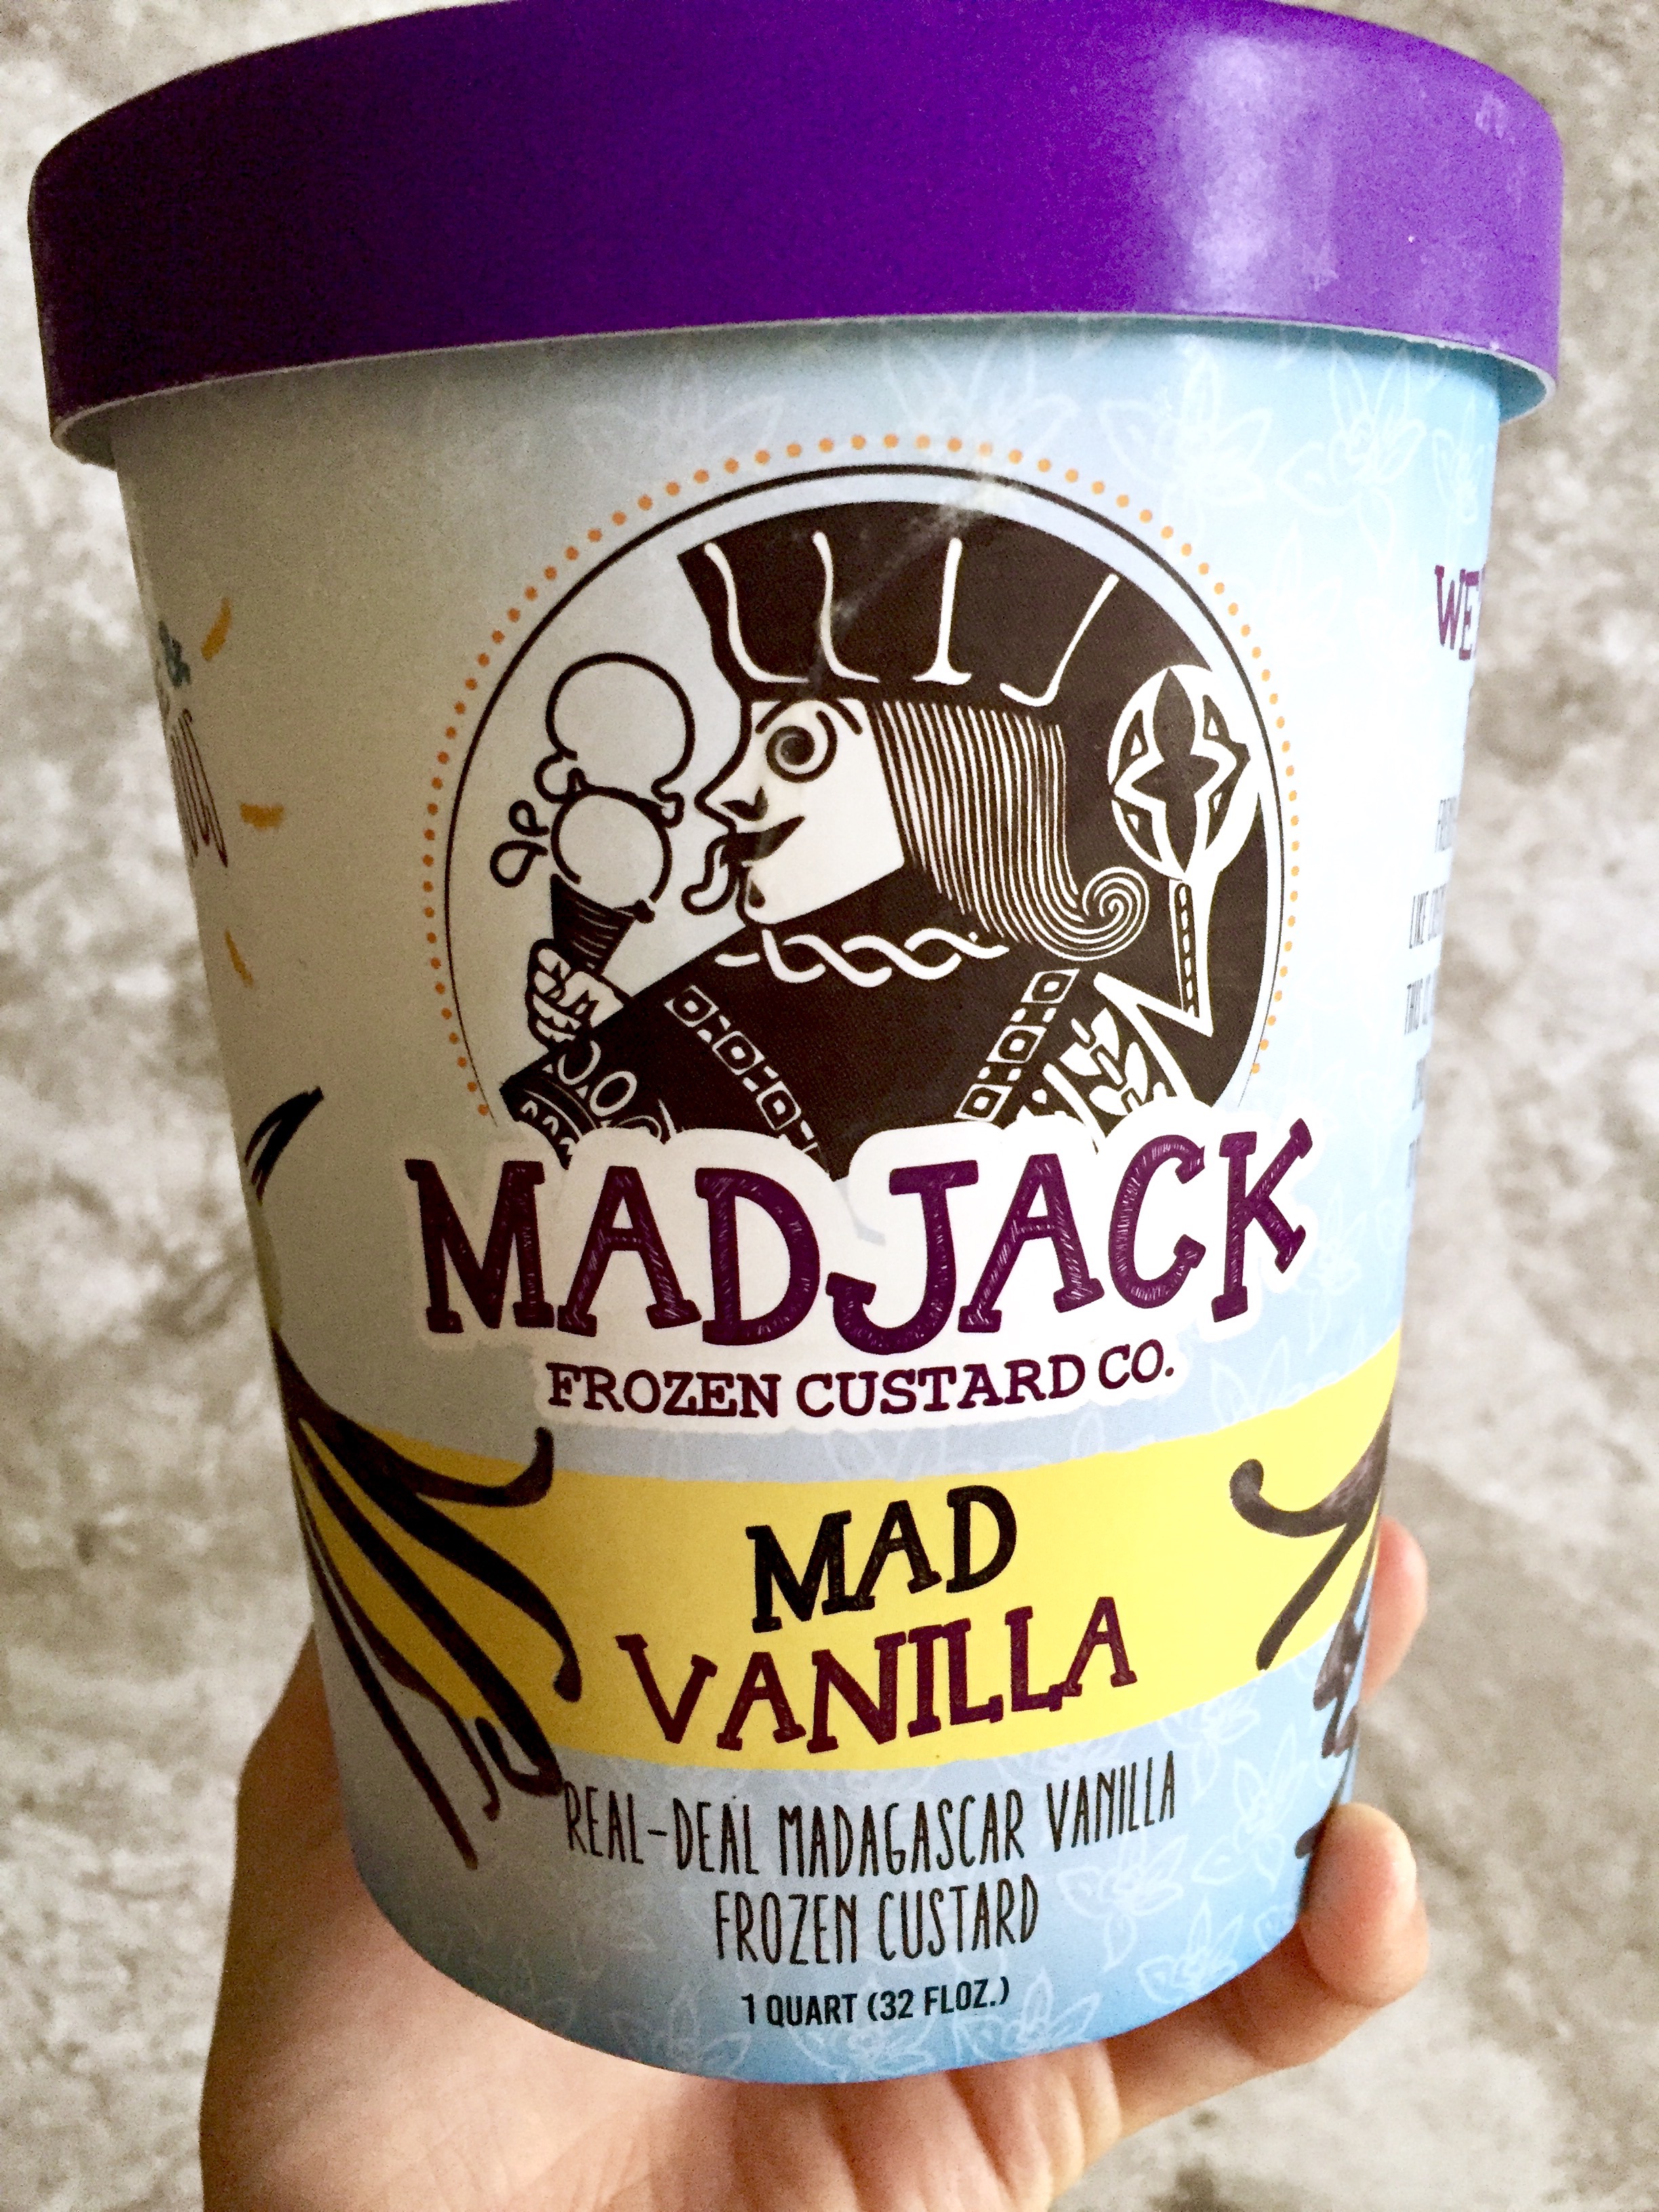 MADJACK
FROZEN CUSTARD CO.
MAD
VANILLA
REAL-DEAL MADAGASCAR VANILLA
FROZEN CUSTARD
1 QUART (32 FLOZ.)